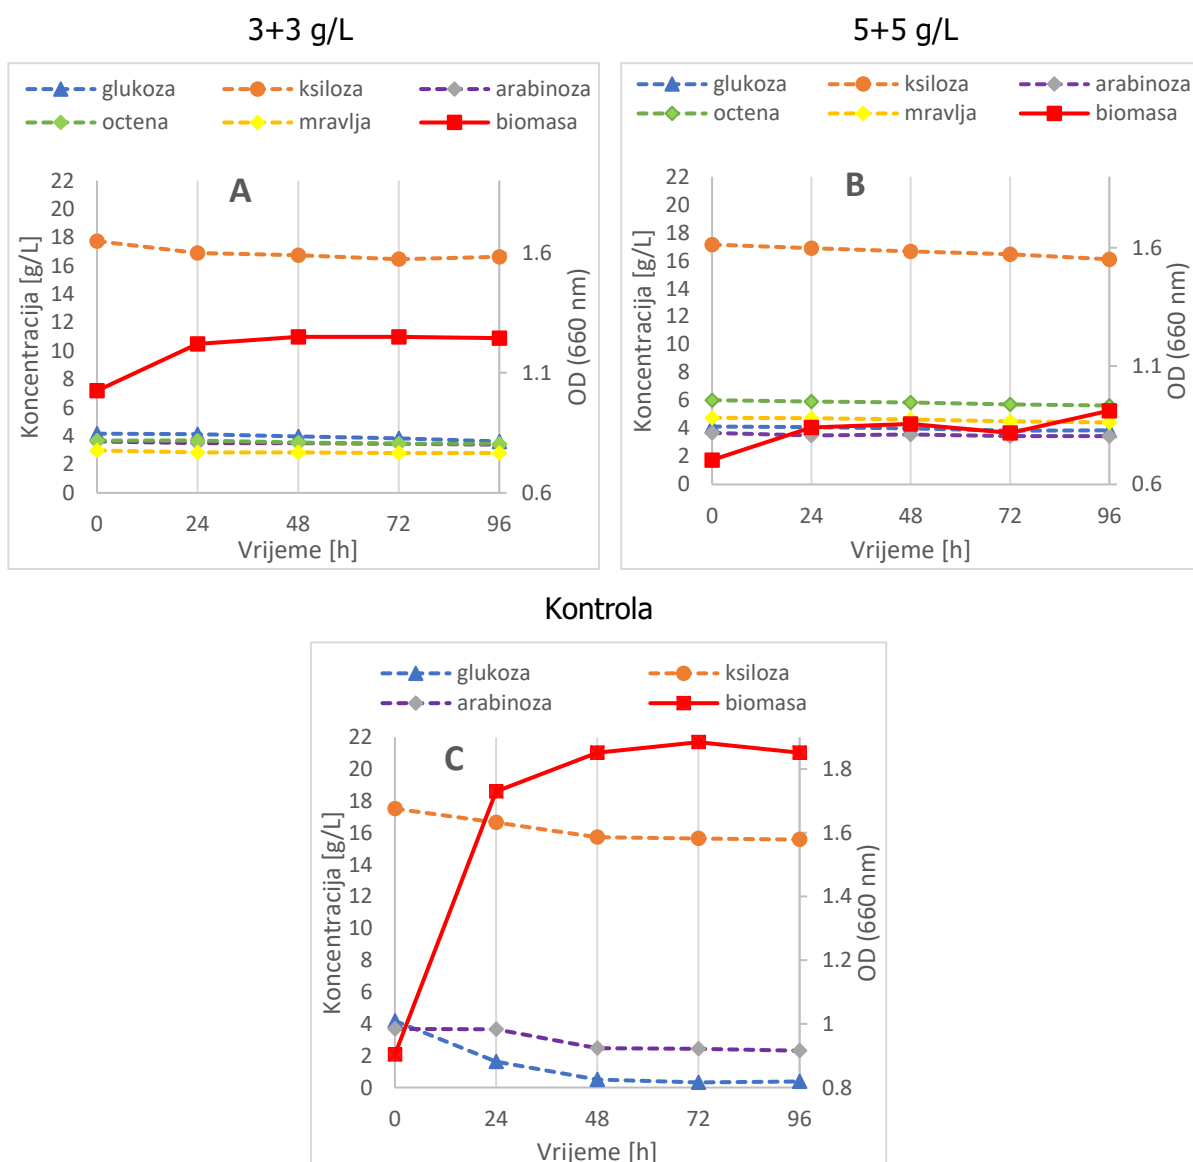 3+3 g/L
glukoza ksiloza arabinoza
octena mravlja biomasa
A
Koncentracija [g/L]
22
20
18
16
14
12
10
8
6
4
2
0
1.6
1.1
0.6
OD (660 nm)
0 24 48 72 96
Vrijeme [h]
5+5 g/L
glukoza ksiloza arabinoza
octena mravlja biomasa
B
Koncentracija [g/L]
22
20
18
16
14
12
10
8
6
4
2
0
1.6
1.1
0.6
OD (660 nm)
0 24 48 72 96
Vrijeme [h]
Kontrola
glukoza ksiloza
arabinoza biomasa
C
Koncentracija [g/L]
22
20
18
16
14
12
10
8
6
4
2
0
1.8
1.6
1.4
1.2
1
0.8
OD (660 nm)
0 24 48 72 96
Vrijeme [h]